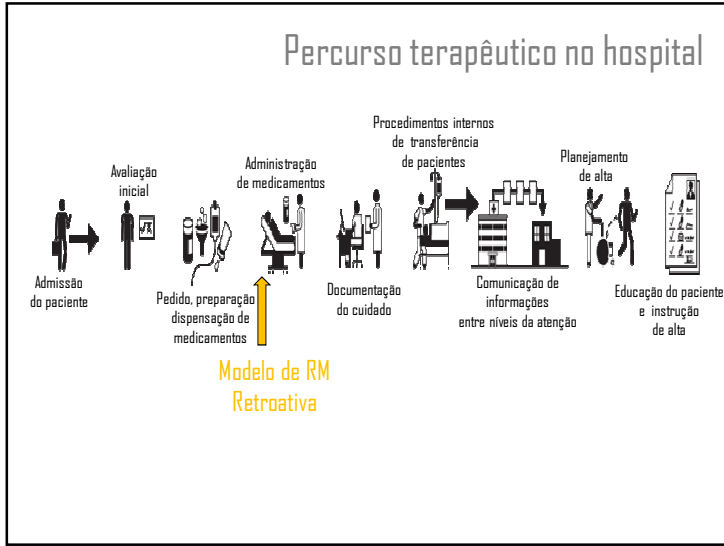 Percurso terapêutico no hospital
Admissão
do paciente
Avaliação
inicial
Pedido, preparação
dispensação de
medicamentos
Administração
de medicamentos
Documentação
do cuidado
Procedimentos internos
de transferência
de pacientes
Comunicação de
informações
entre níveis da atenção
Planejamento
de alta
Educação do paciente
e instrução
de alta
Modelo de RM
Retroativa